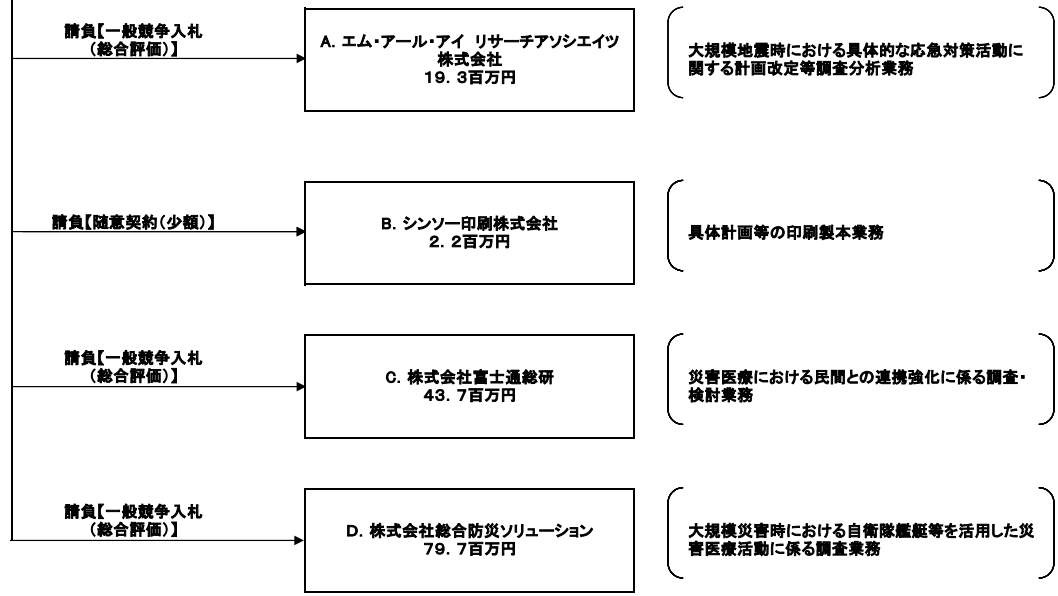 請負【一般競争入札
（総合評価）】
A. エム・アール・アイ　リサーチアソシエイツ
株式会社
１９．３百万円
大規模地震時における具体的な応急対策活動に
関する計画改定等調査分析業務
請負【随意契約（少額）】
B. シンソー印刷株式会社
２．２百万円
具体計画等の印刷製本業務
請負【一般競争入札
（総合評価）】
C. 株式会社富士通総研
４３．７百万円
災害医療における民間との連携強化に係る調査・
検討業務
請負【一般競争入札
（総合評価）】
D. 株式会社総合防災ソリューション
７９．７百万円
大規模災害時における自衛隊艦艇等を活用した災
害医療活動に係る調査業務